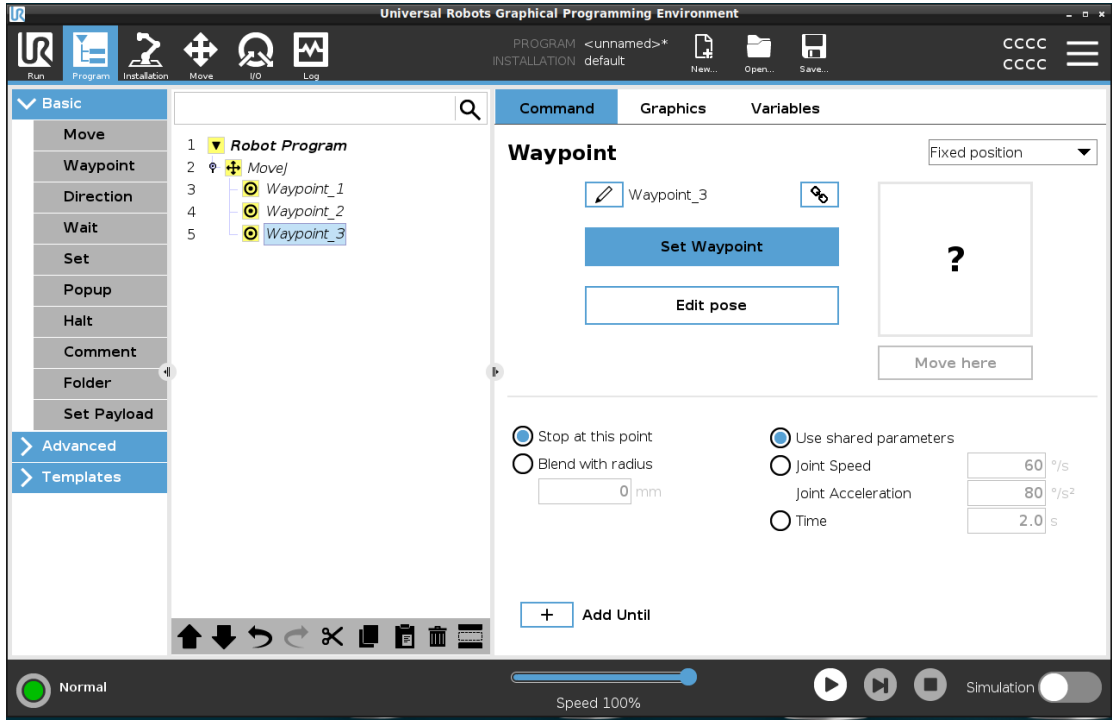 Universal Robots Graphical Programming Environment
Run
Program
Installation
Move
I/O
Log
PROGRAM <unnamed>*
INSTALLATION default
New...
Open...
Save...
CCCC
CCCC
Basic
Move
Waypoint
Direction
Wait
Set
Popup
Halt
Comment
Folder
Set Payload
Advanced
Templates
1 Robot Program
2 MoveJ
3 Waypoint_1
4 Waypoint_2
5 Waypoint_3
Command Graphics Variables
Waypoint
Fixed position
Waypoint_3
Set Waypoint
Edit pose
?
Move here
Stop at this point
Blend with radius
0 mm
Use shared parameters
Joint Speed 60 °/s
Joint Acceleration 80 °/s²
Time 2.0 s
+ Add Until
Normal
Speed 100%
Simulation